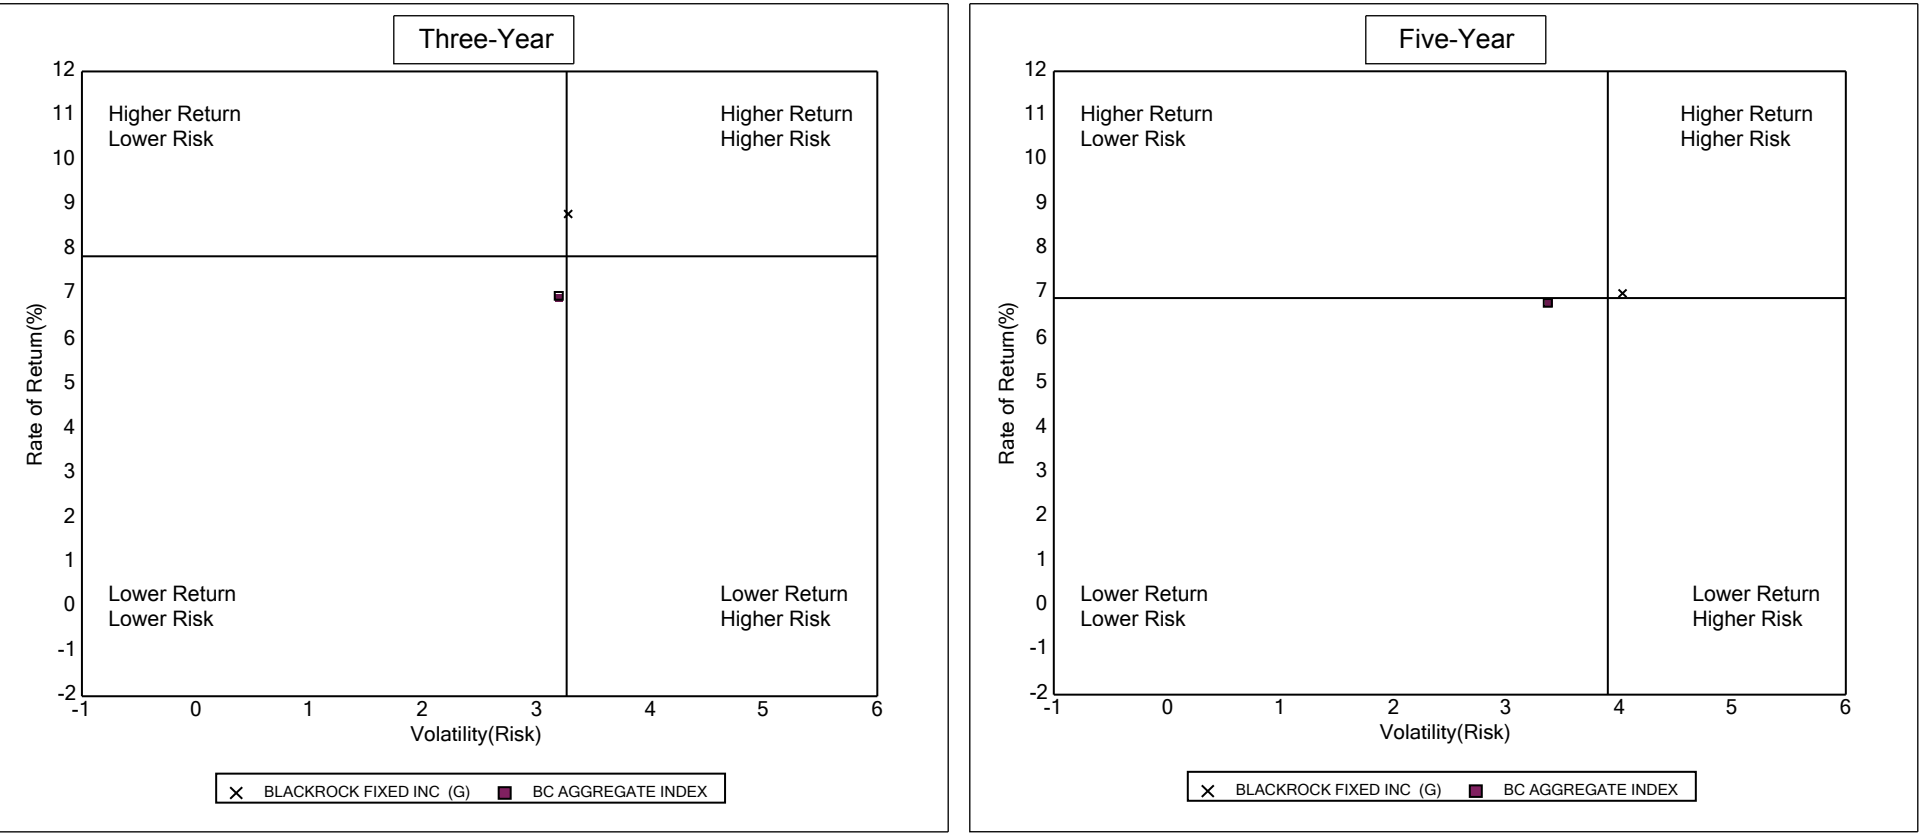 Three-Year
12
11
10
9
8
7
6
5
4
3
2
1
0
-1
-2
Higher Return
Lower Risk
Higher Return
Higher Risk
Lower Return
Lower Risk
Lower Return
Higher Risk
Rate of Return(%)
-1 0 1 2 3 4 5 6
Volatility(Risk)
BLACKROCK FIXED INC (G) BC AGGREGATE INDEX
Five-Year
12
11
10
9
8
7
6
5
4
3
2
1
0
-1
-2
Higher Return
Lower Risk
Higher Return
Higher Risk
Lower Return
Lower Risk
Lower Return
Higher Risk
Rate of Return(%)
-1 0 1 2 3 4 5 6
Volatility(Risk)
BLACKROCK FIXED INC (G) BC AGGREGATE INDEX